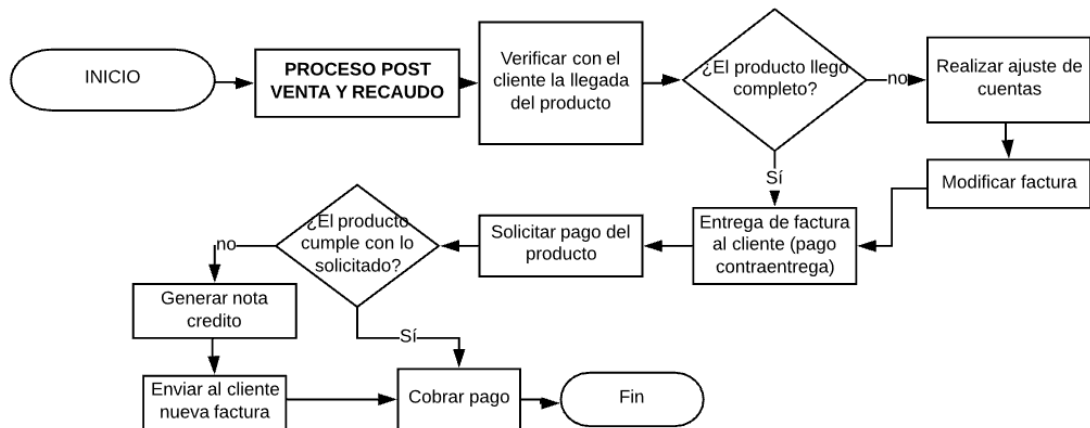 INICIO
PROCESO POST
VENTA Y RECAUDO
Verificar con el
cliente la llegada
del producto
¿El producto llego
completo?
no
Realizar ajuste de
cuentas
Modificar factura
Sí
Entrega de factura
al cliente (pago
contraentrega)
Solicitar pago del
producto
¿El producto
cumple con lo
solicitado?
no
Generar nota
credito
Enviar al cliente
nueva factura
Sí
Cobrar pago
Fin